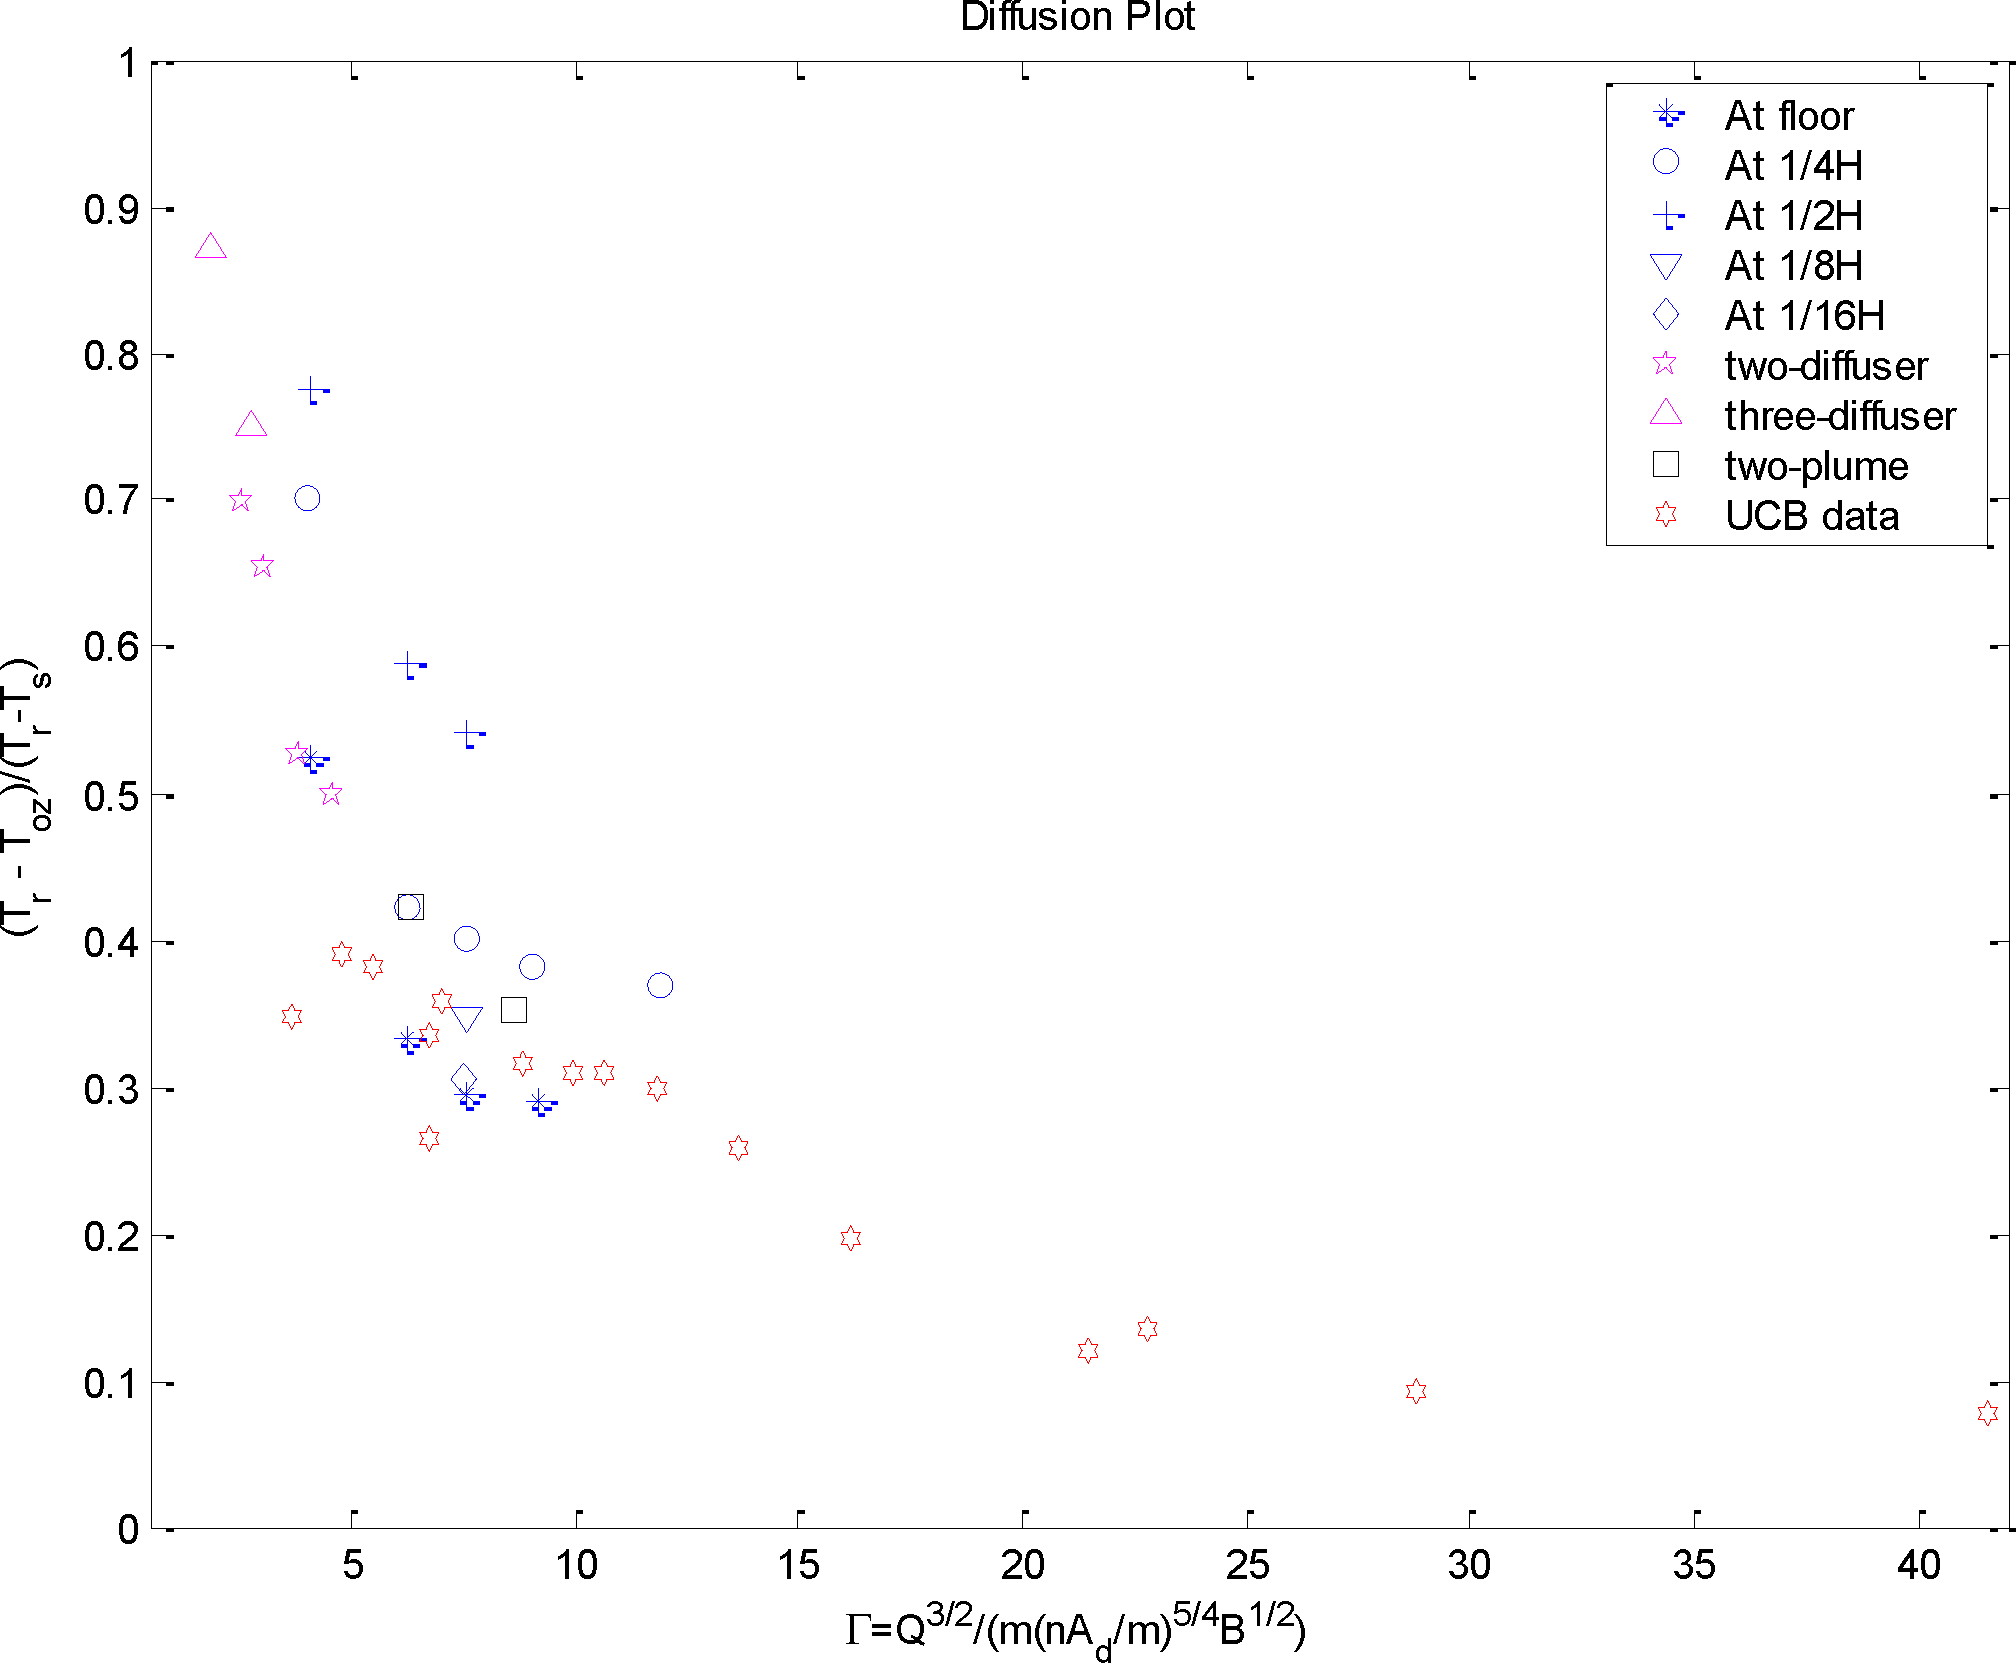 Diffusion Plot
1
0.9
0.8
0.7
0.6
0.5
0.4
0.3
0.2
0.1
0
(T_r - T_oz)/(T_r-T_s)
At floor
At 1/4H
At 1/2H
At 1/8H
At 1/16H
two-diffuser
three-diffuser
two-plume
UCB data
5 10 15 20 25 30 35 40
Γ=Q^3/2/(m(nA_d/m)^5/4B^1/2)